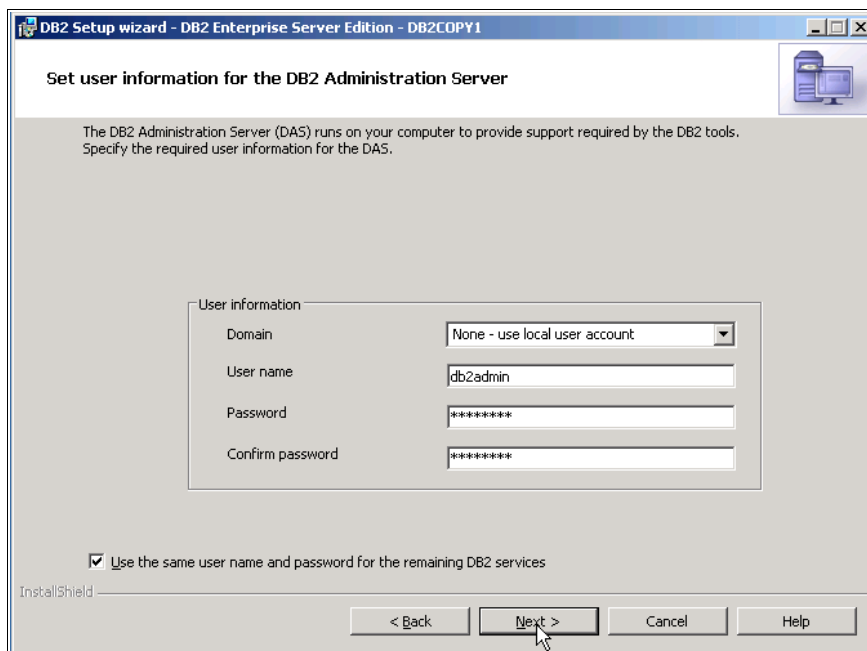 DB2 Setup wizard - DB2 Enterprise Server Edition - DB2COPY1
Set user information for the DB2 Administration Server
The DB2 Administration Server (DAS) runs on your computer to provide support required by the DB2 tools.
Specify the required user information for the DAS.
User information
Domain
None - use local user account
User name
db2admin
Password
********
Confirm password
********
Use the same user name and password for the remaining DB2 services
InstallShield
< Back
Next >
Cancel
Help